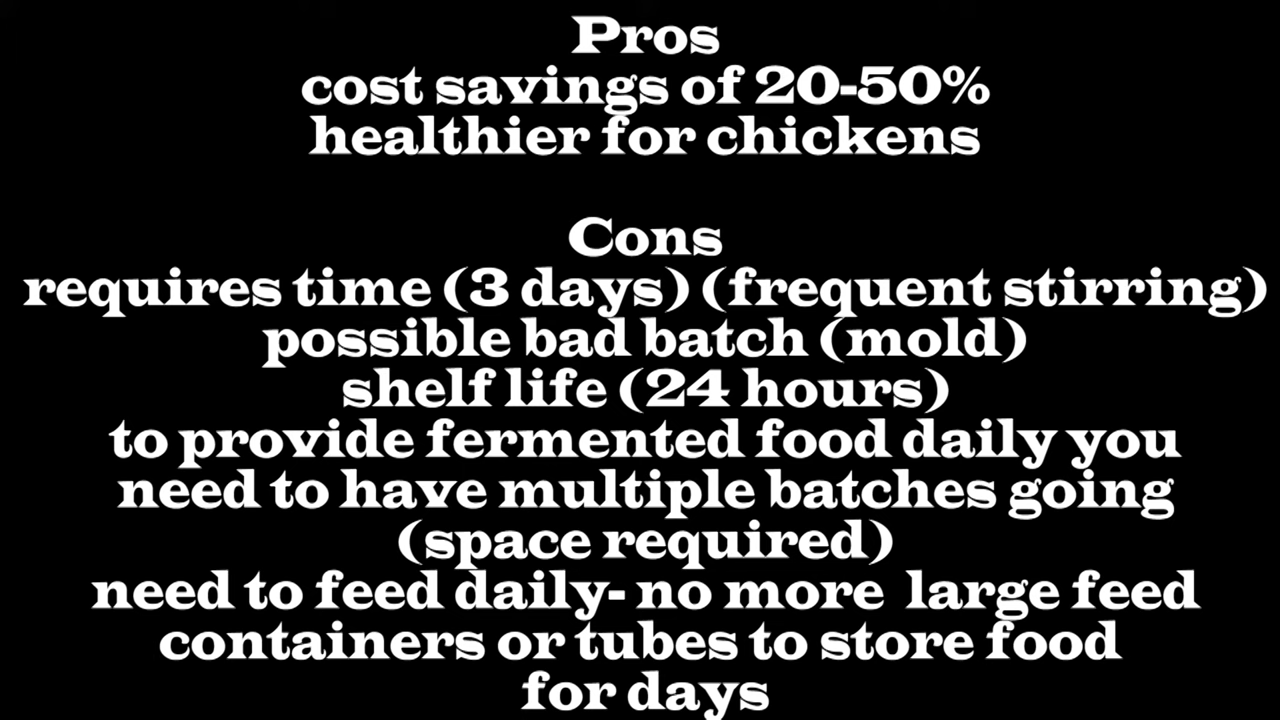 Pros
cost savings of 20-50%
healthier for chickens
Cons
requires time (3 days) (frequent stirring)
possible bad batch (mold)
shelf life (24 hours)
to provide fermented food daily you
need to have multiple batches going
(space required)
need to feed daily- no more large feed
containers or tubes to store food
for days